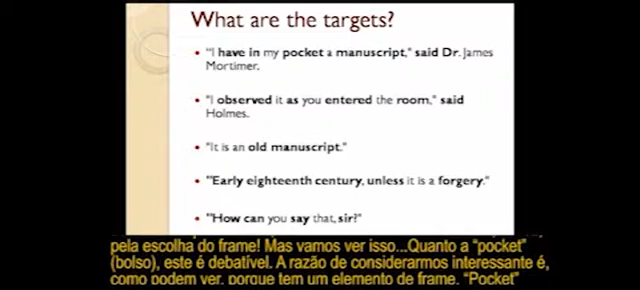 What are the targets?
• "I have in my pocket a manuscript," said Dr. James
Mortimer.
• "I observed it as you entered the room," said
Holmes.
• "It is an old manuscript."
• "Early eighteenth century, unless it is a forgery."
• "How can you say that, sir?"
pela escolha do frame! Mas vamos ver isso...Quanto a "pocket"
(bolso), este é debatível. A razão de considerarmos interessante é,
como podem ver, porque tem um elemento de frame. "Pocket"